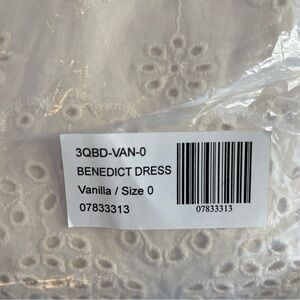 3QBD-VAN-0
BENEDICT DRESS
Vanilla / Size 0
07833313
07833313